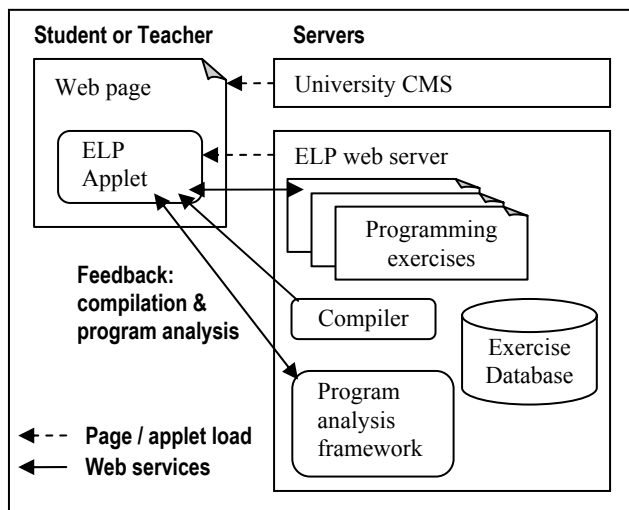 Student or Teacher
Servers
Web page
University CMS
ELP
Applet
ELP web server
Programming
exercises
Feedback:
compilation &
program analysis
Compiler
Exercise
Database
Program
analysis
framework
Page / applet load
Web services